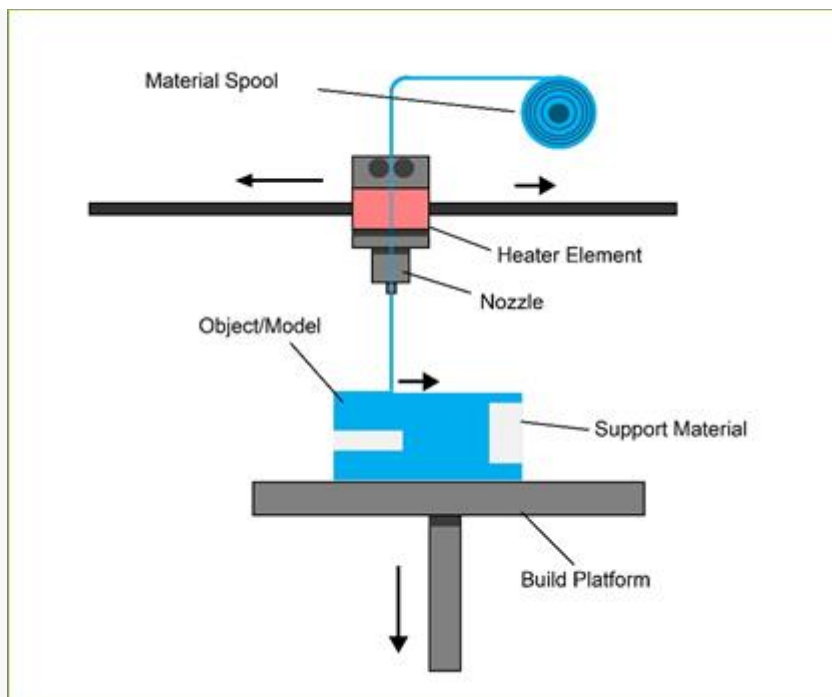 Material Spool
Heater Element
Nozzle
Object/Model
Support Material
Build Platform